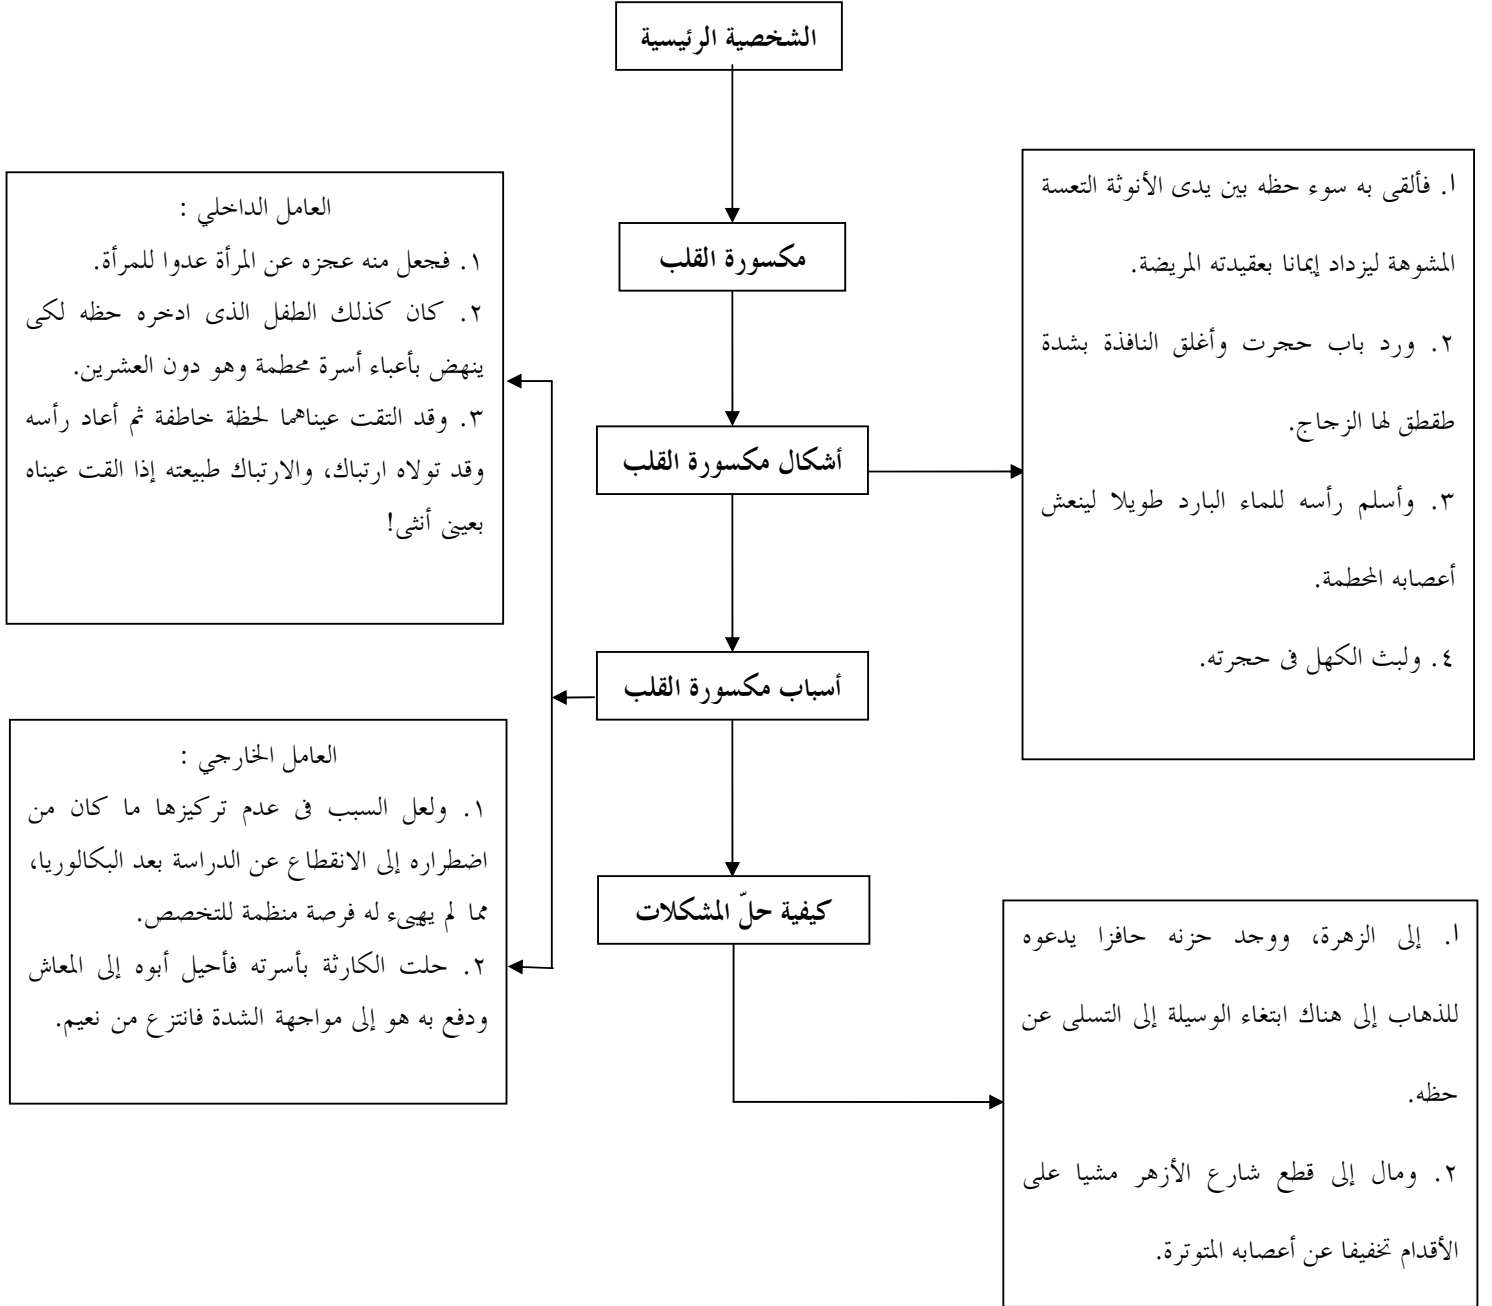 الشخصية الرئيسية
مكسورة القلب
أشكال مكسورة القلب
١. فألقى به سوء حظه بين يدى الأنوثة التعسة
المشوهة ليزداد إيمانا بعقيدته المريضة.
٢. ورد باب حجرت وأغلق النافذة بشدة
طقطق لها الزجاج.
٣. وأسلم رأسه للماء البارد طويلا لينعش
أعصابه المحطمة.
٤. ولبث الكهل فى حجرته.
أسباب مكسورة القلب
العامل الداخلي :
١. فجعل منه عجزه عن المرأة عدوا للمرأة.
٢. كان كذلك الطفل الذى ادخره حظه لكى
ينهض بأعباء أسرة محطمة وهو دون العشرين.
٣. وقد التقت عيناهما لحظة خاطفة ثم أعاد رأسه
وقد تولاه ارتباك، والارتباك طبيعته إذا القت عيناه
بعينى أنثى!
العامل الخارجي :
١. ولعل السبب فى عدم تركيزها ما كان من
اضطراره إلى الانقطاع عن الدراسة بعد البكالوريا،
مما لم يهيىء له فرصة منظمة للتخصص.
٢. حلت الكارثة بأسرته فأحيل أبوه إلى المعاش
ودفع به هو إلى مواجهة الشدة فانتزع من نعيم.
كيفية حلّ المشكلات
١. إلى الزهرة، ووجد حزنه حافزا يدعوه
للذهاب إلى هناك ابتغاء الوسيلة إلى التسلى عن
حظه.
٢. ومال إلى قطع شارع الأزهر مشيا على
الأقدام تخفيفا عن أعصابه المتوترة.